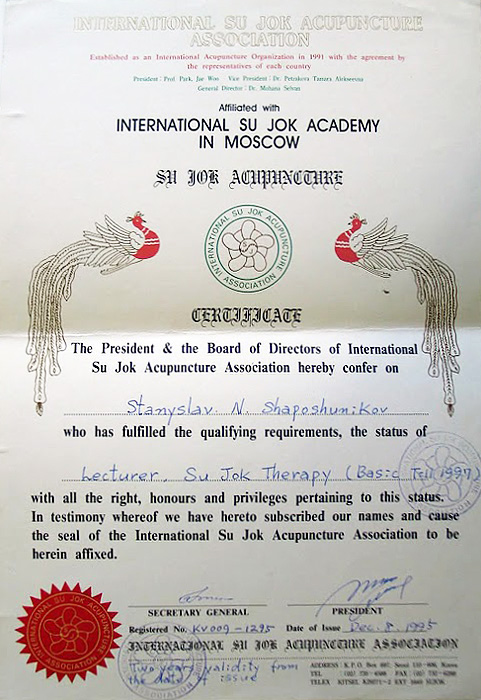 INTERNATIONAL SU JOK ACUPUNCTURE
ASSOCIATION
Established as an International Acupuncture Organization in 1991 with the agreement by
the representatives of each country
President : Prof Park, Jae Woo Vice President : Dr. Petrakova Tamara Alekseevna
General Director : Dr. Mohana Selvan
Affiliated with
INTERNATIONAL SU JOK ACADEMY
IN MOSCOW
SU JOK ACUPUNCTURE
INTERNATIONAL SU JOK ACUPUNCTURE
ASSOCIATION
CERTIFICATE
The President & the Board of Directors of International
Su Jok Acupuncture Association hereby confer on
Stanyslav. N. Shaposhunikov
who has fulfilled the qualifying requirements, the status of
Lecturer, Su Jok Therapy (Basic Till 1997)
with all the right, honours and privileges pertaining to this status.
In testimony whereof we have hereto subscribed our names and cause
the seal of the International Su Jok Acupuncture Association to be
herein affixed.
SECRETARY GENERAL
PRESIDENT
Registered No. KV009-1295 Date of Issue Dec. 8. 1995
INTERNATIONAL SU JOK ACUPUNCTURE ASSOCIATION
Two years validity from
the date of issue
ADDRESS : K.P.O. Box Seoul Korea
TEL
FAX
TELEX
INTERNATIONAL SU JOK ACUPUNCTURE
ASSOCIATION